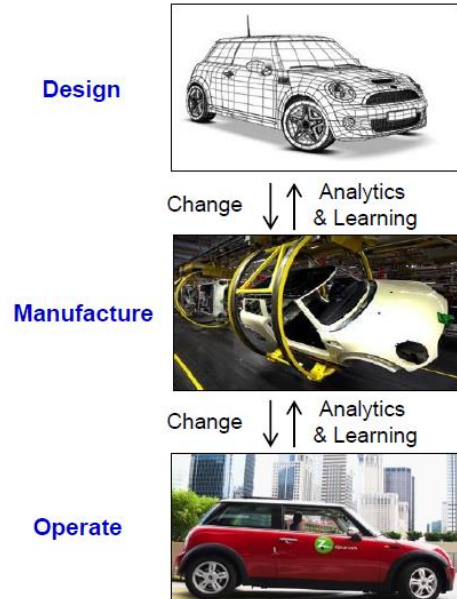 Design
Change
Analytics
& Learning
Manufacture
Change
Analytics
& Learning
Operate